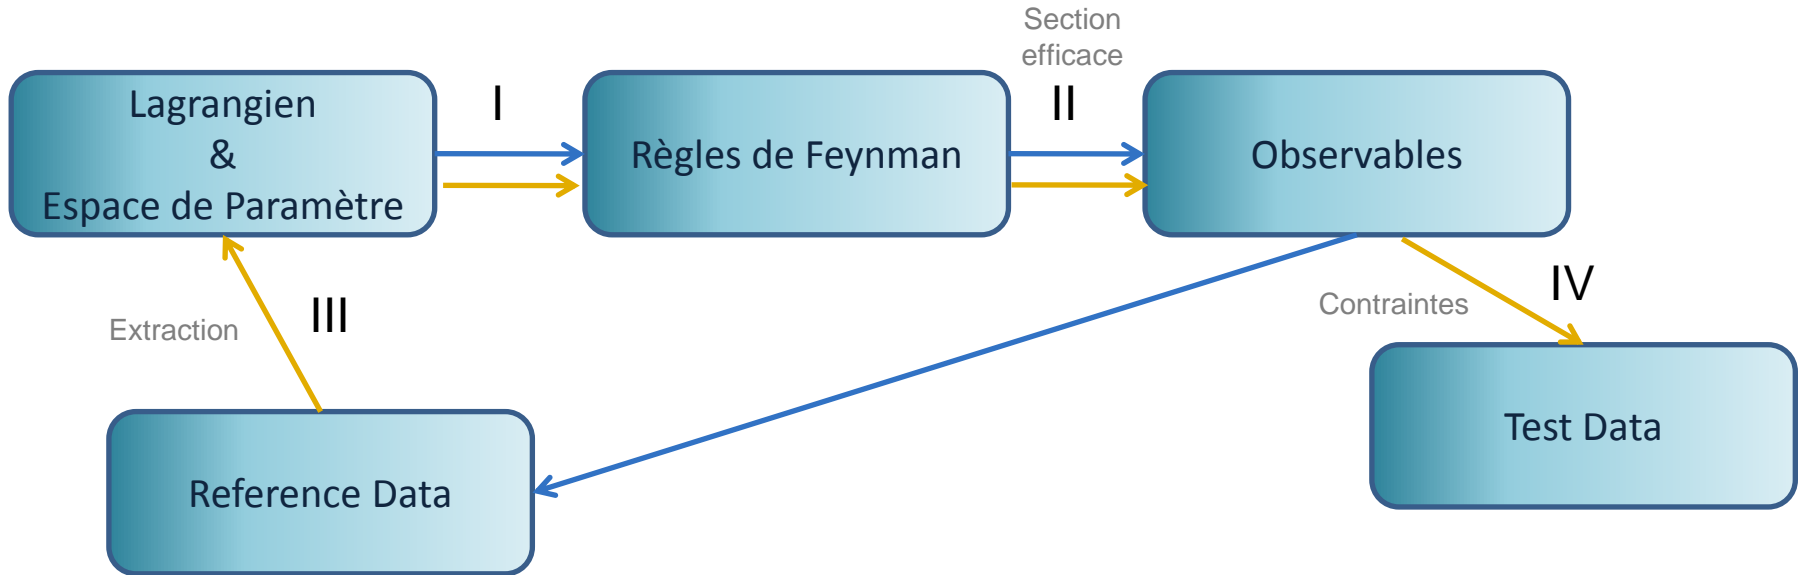 Section
efficace
Lagrangien
&
Espace de Paramètre
I
Règles de Feynman
II
Observables
Extraction
III
Contraintes
IV
Reference Data
Test Data